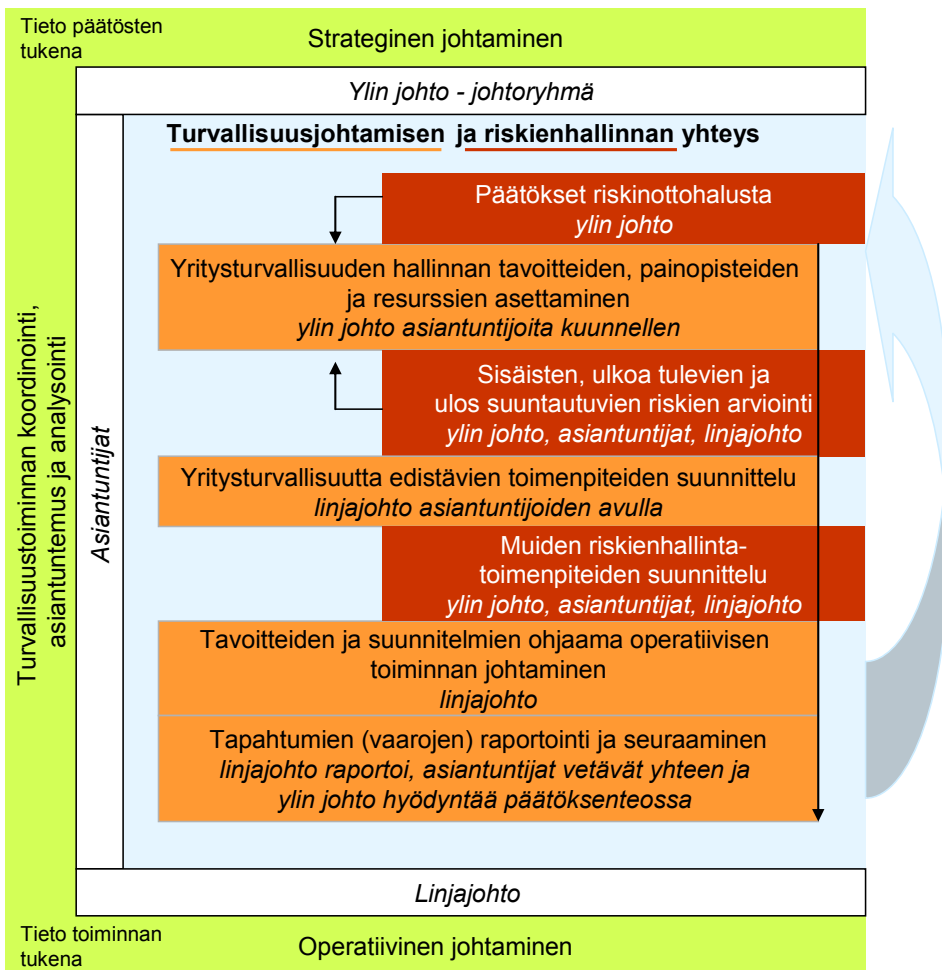 Tieto päätösten
tukena
Strateginen johtaminen
Ylin johto - johtoryhmä
Turvallisuustoiminnan koordinointi,
asiantuntemus ja analysointi
Asiantuntijat
Turvallisuusjohtamisen ja riskienhallinnan yhteys
Päätökset riskinottohalusta
ylin johto
Yritysturvallisuuden hallinnan tavoitteiden, painopisteiden
ja resurssien asettaminen
ylin johto asiantuntijoita kuunnellen
Sisäisten, ulkoa tulevien ja
ulos suuntautuvien riskien arviointi
ylin johto, asiantuntijat, linjajohto
Yritysturvallisuutta edistävien toimenpiteiden suunnittelu
linjajohto asiantuntijoiden avulla
Muiden riskienhallinta-
toimenpiteiden suunnittelu
ylin johto, asiantuntijat, linjajohto
Tavoitteiden ja suunnitelmien ohjaama operatiivisen
toiminnan johtaminen
linjajohto
Tapahtumien (vaarojen) raportointi ja seuraaminen
linjajohto raportoi, asiantuntijat vetävät yhteen ja
ylin johto hyödyntää päätöksenteossa
Linjajohto
Tieto toiminnan
tukena
Operatiivinen johtaminen